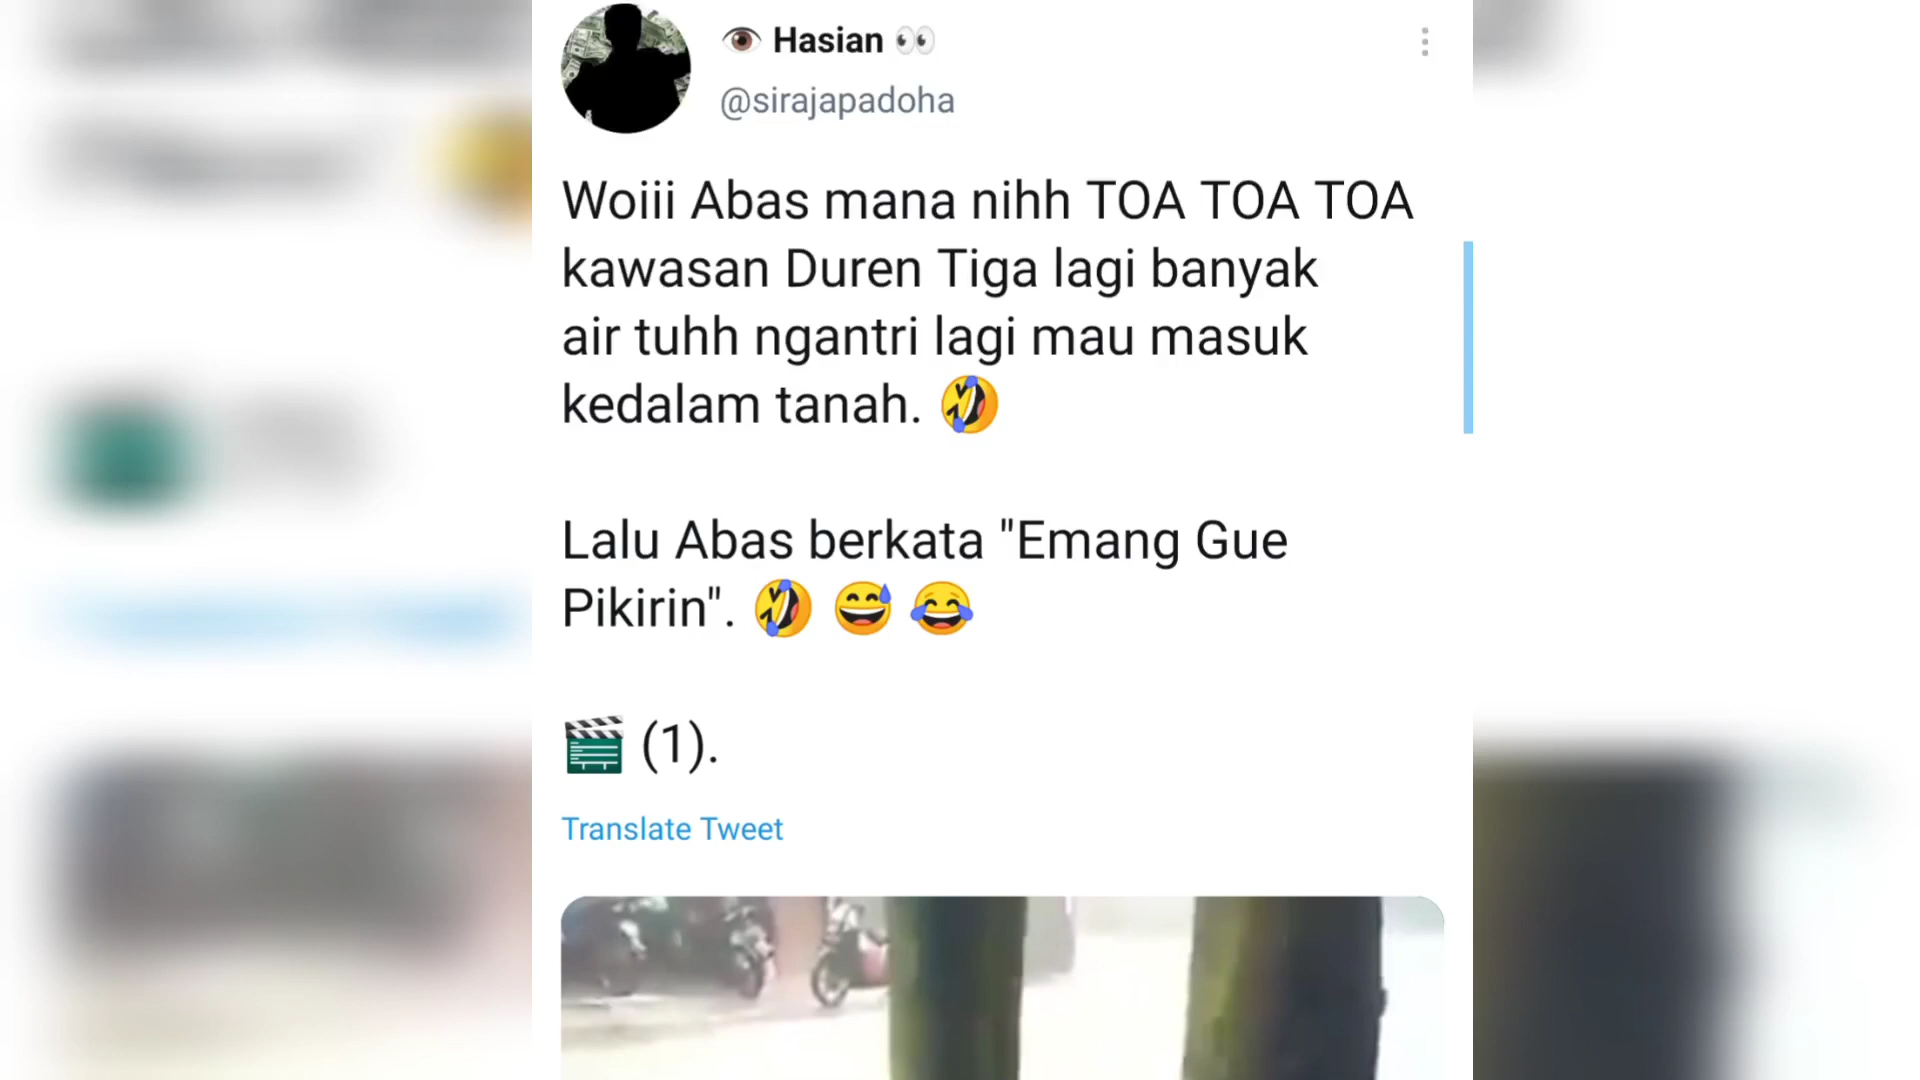 👁️ Hasian 👀
@sirajapadoha
Woiii Abas mana nihh TOA TOA TOA
kawasan Duren Tiga lagi banyak
air tuhh ngantri lagi mau masuk
kedalam tanah. 🤣
Lalu Abas berkata "Emang Gue
Pikirin". 🤣 😅 😂
🎬 (1).
Translate Tweet